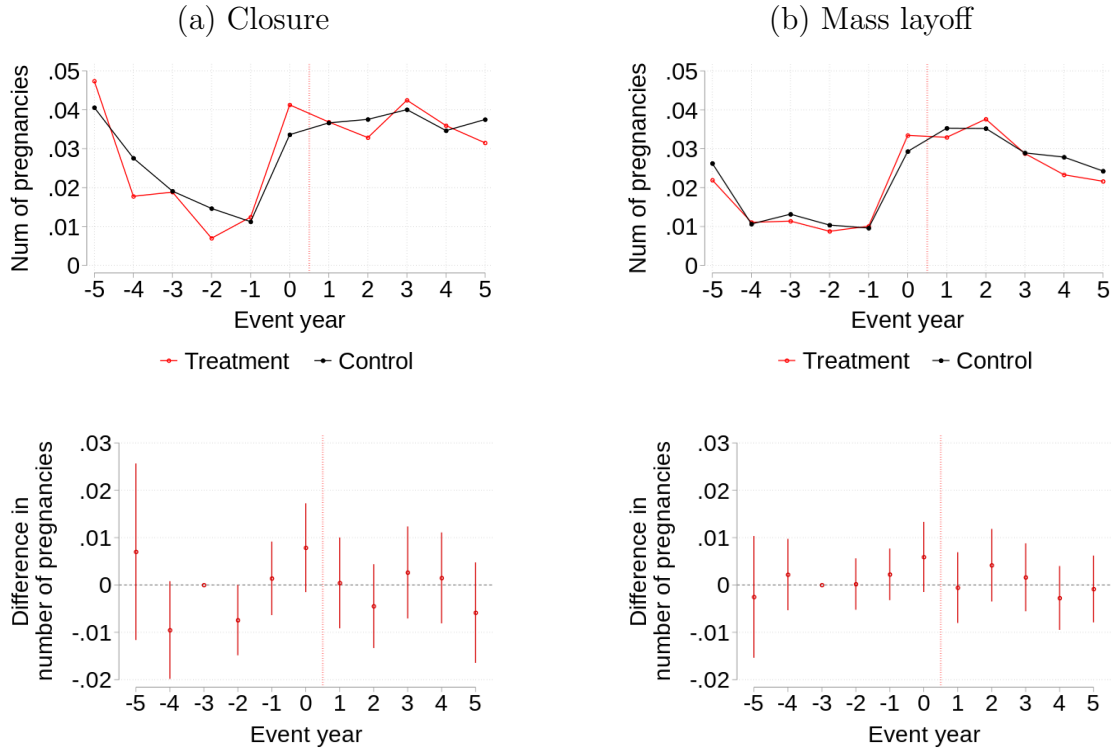 (a) Closure
(b) Mass layoff
Num of pregnancies
.05
.04
.03
.02
.01
0
-5 -4 -3 -2 -1 0 1 2 3 4 5
Event year
Treatment Control
Num of pregnancies
.05
.04
.03
.02
.01
0
-5 -4 -3 -2 -1 0 1 2 3 4 5
Event year
Treatment Control
Difference in
number of pregnancies
.03
.02
.01
0
-.01
-.02
-5 -4 -3 -2 -1 0 1 2 3 4 5
Event year
Difference in
number of pregnancies
.03
.02
.01
0
-.01
-.02
-5 -4 -3 -2 -1 0 1 2 3 4 5
Event year